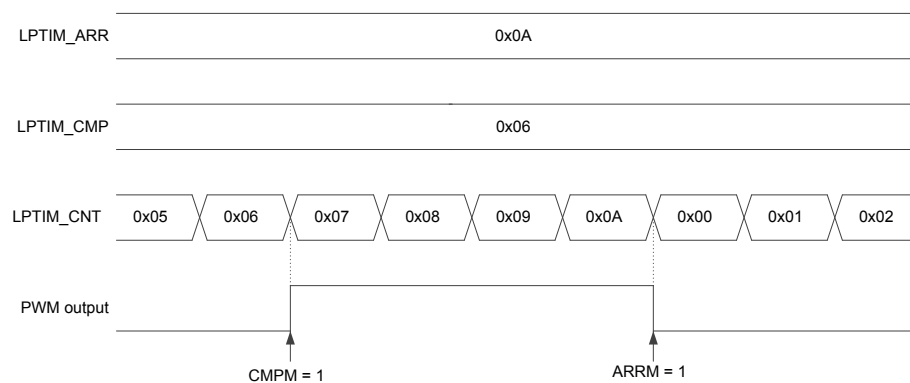 LPTIM_ARR 0x0A
LPTIM_CMP 0x06
LPTIM_CNT 0x05 0x06 0x07 0x08 0x09 0x0A 0x00 0x01 0x02
PWM output
CMPM = 1 ARRM = 1